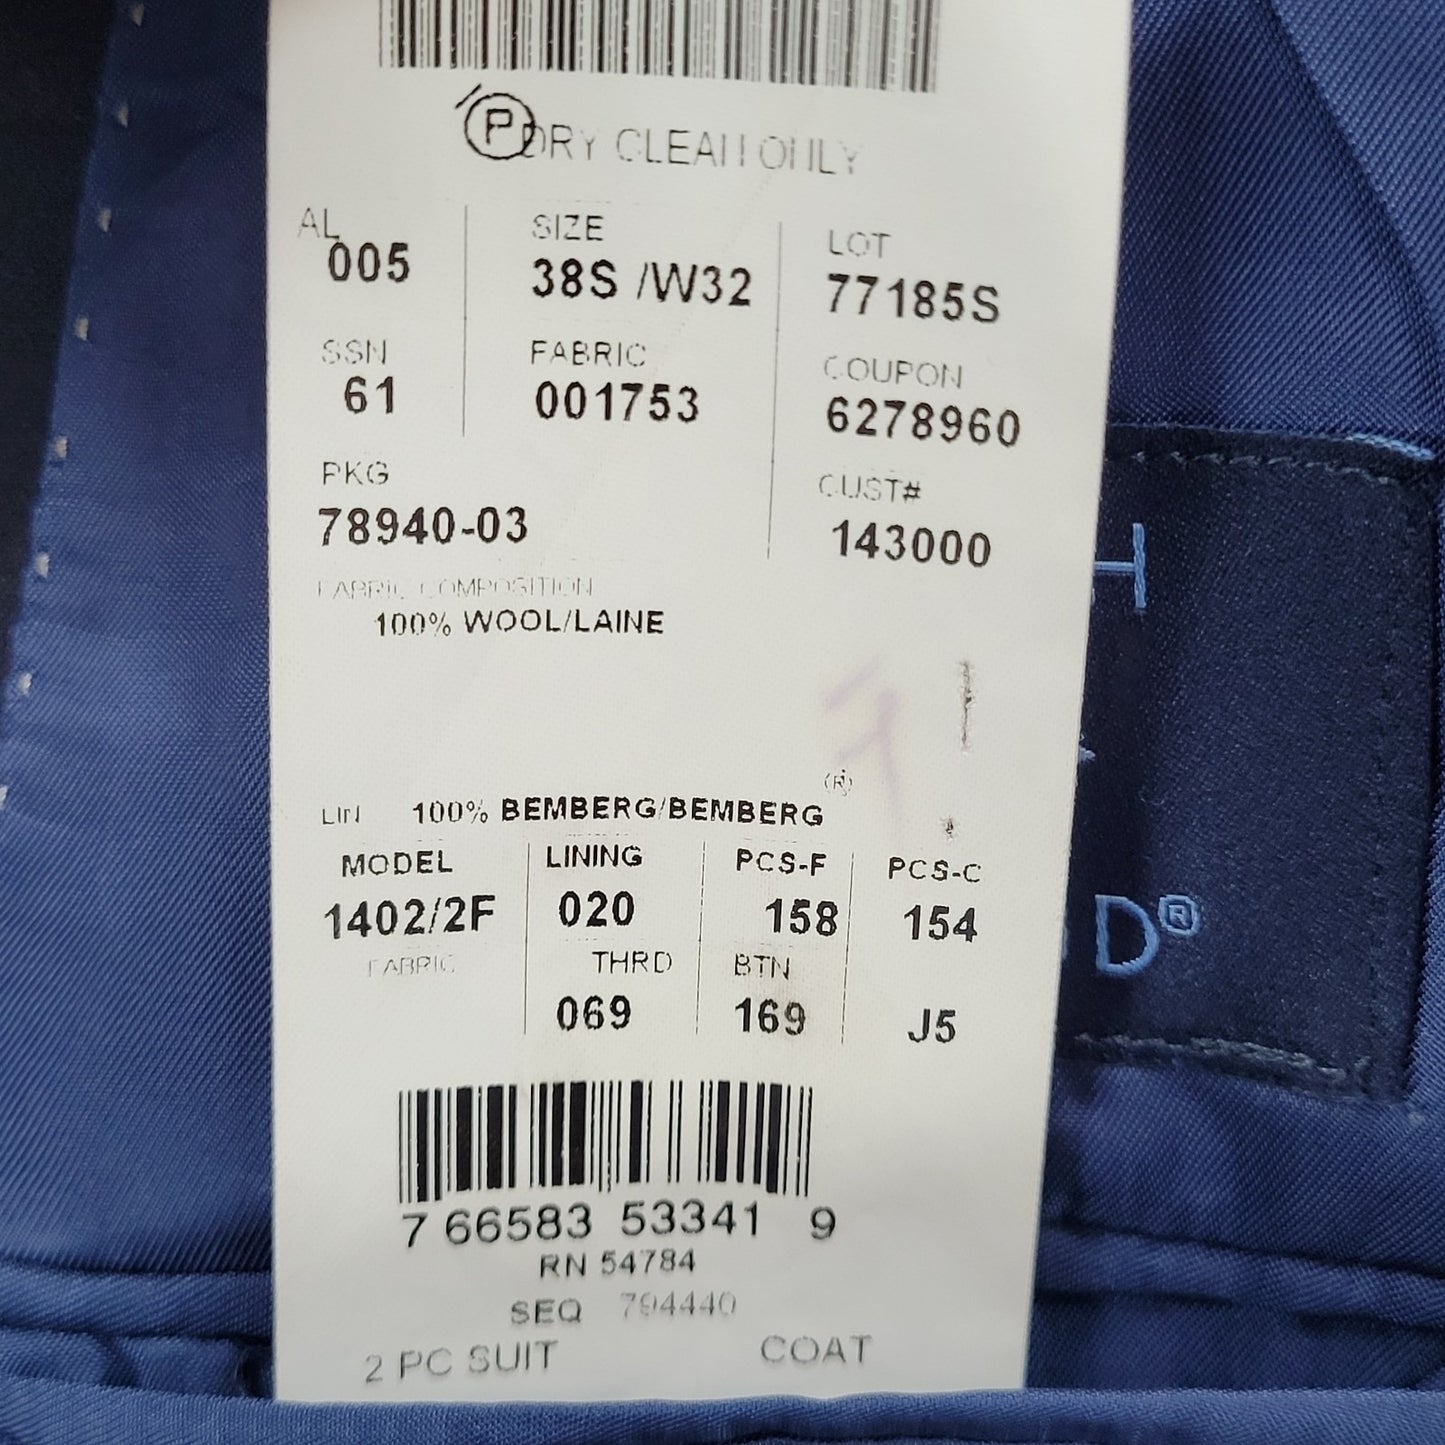 P DRY CLEAN ONLY
AL SIZE LOT
005 38S /W32 77185S
SSN FABRIC COUPON
61 001753 6278960
PKG CUST#
78940-03 143000
FABRIC COMPOSITION
100% WOOL/LAINE
LIN 100% BEMBERG/BEMBERG (R)
MODEL LINING PCS-F PCS-C
1402/2F 020 158 154
FABRIC THRD BTN
069 169 J5
7 66583 53341 9
RN 54784
SEQ 794440
2 PC SUIT COAT
H
D®